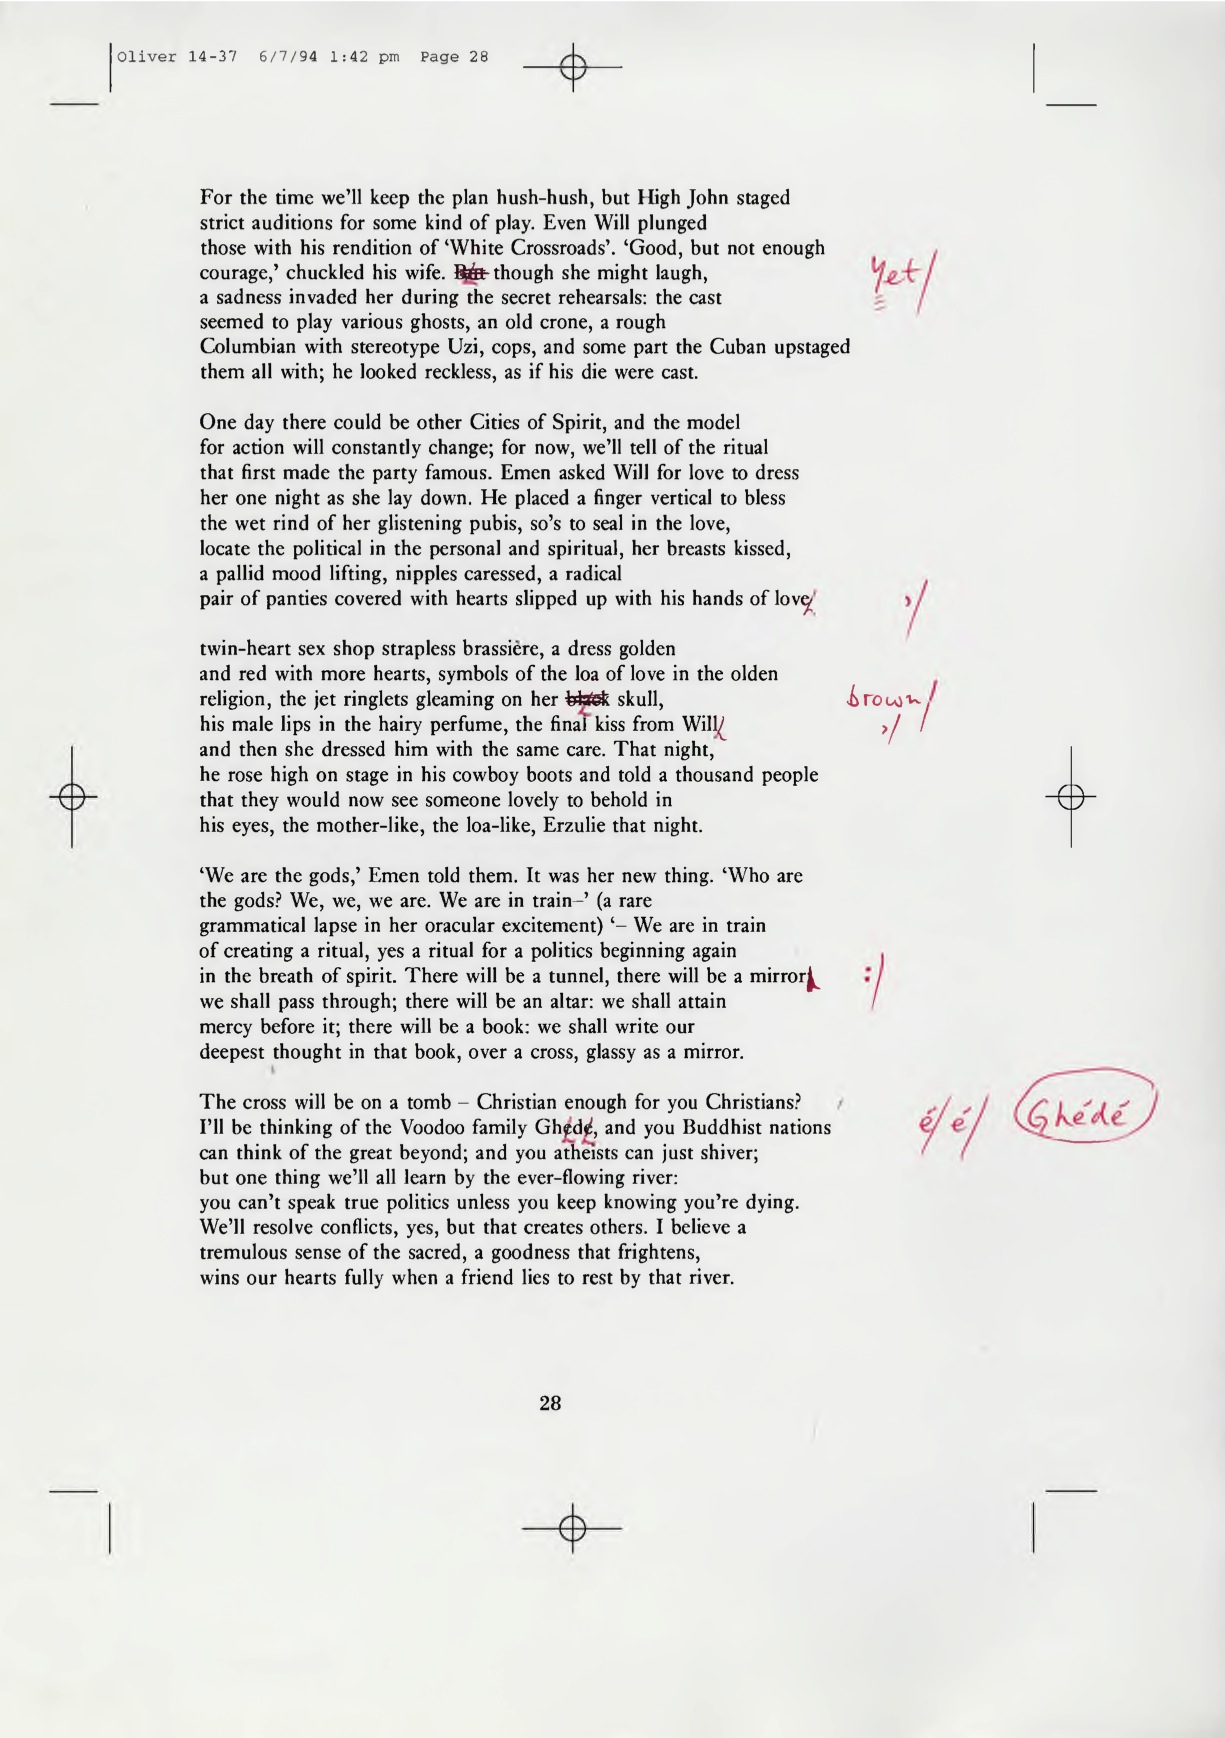 Oliver 14-37 6/7/94 1:42 pm Page 28
For the time we’ll keep the plan hush-hush, but High John staged
strict auditions for some kind of play. Even Will plunged
those with his rendition of ‘White Crossroads’. ‘Good, but not enough
courage,’ chuckled his wife. But though she might laugh,
Yet/
a sadness invaded her during the secret rehearsals: the cast
seemed to play various ghosts, an old crone, a rough
Columbian with stereotype Uzi, cops, and some part the Cuban upstaged
them all with; he looked reckless, as if his die were cast.
One day there could be other Cities of Spirit, and the model
for action will constantly change; for now, we’ll tell of the ritual
that first made the party famous. Emen asked Will for love to dress
her one night as she lay down. He placed a finger vertical to bless
the wet rind of her glistening pubis, so’s to seal in the love,
locate the political in the personal and spiritual, her breasts kissed,
a pallid mood lifting, nipples caressed, a radical
pair of panties covered with hearts slipped up with his hands of love
,/
twin-heart sex shop strapless brassière, a dress golden
and red with more hearts, symbols of the loa of love in the olden
religion, the jet ringlets gleaming on her black skull,
brown/
his male lips in the hairy perfume, the final kiss from Will
,/
and then she dressed him with the same care. That night,
he rose high on stage in his cowboy boots and told a thousand people
that they would now see someone lovely to behold in
his eyes, the mother-like, the loa-like, Erzulie that night.
‘We are the gods,’ Emen told them. It was her new thing. ‘Who are
the gods? We, we, we are. We are in train–’ (a rare
grammatical lapse in her oracular excitement) ‘– We are in train
of creating a ritual, yes a ritual for a politics beginning again
in the breath of spirit. There will be a tunnel, there will be a mirror
:/
we shall pass through; there will be an altar: we shall attain
mercy before it; there will be a book: we shall write our
deepest thought in that book, over a cross, glassy as a mirror.
The cross will be on a tomb – Christian enough for you Christians?
I’ll be thinking of the Voodoo family Ghede, and you Buddhist nations
é/ é/ Ghédé
can think of the great beyond; and you atheists can just shiver;
but one thing we’ll all learn by the ever-flowing river:
you can’t speak true politics unless you keep knowing you’re dying.
We’ll resolve conflicts, yes, but that creates others. I believe a
tremulous sense of the sacred, a goodness that frightens,
wins our hearts fully when a friend lies to rest by that river.
28